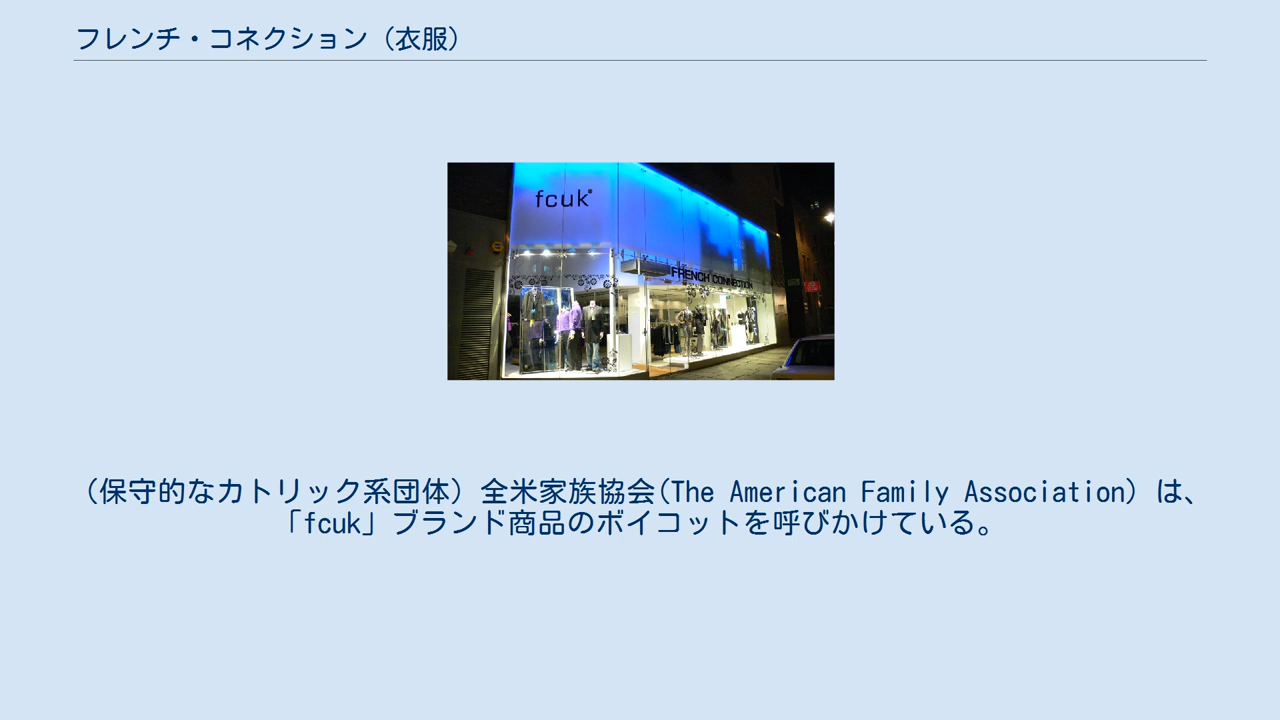 フレンチ・コネクション（衣服）
fcuk
FRENCH CONNECTION
（保守的なカトリック系団体）全米家族協会(The American Family Association) は、
「fcuk」ブランド商品のボイコットを呼びかけている。